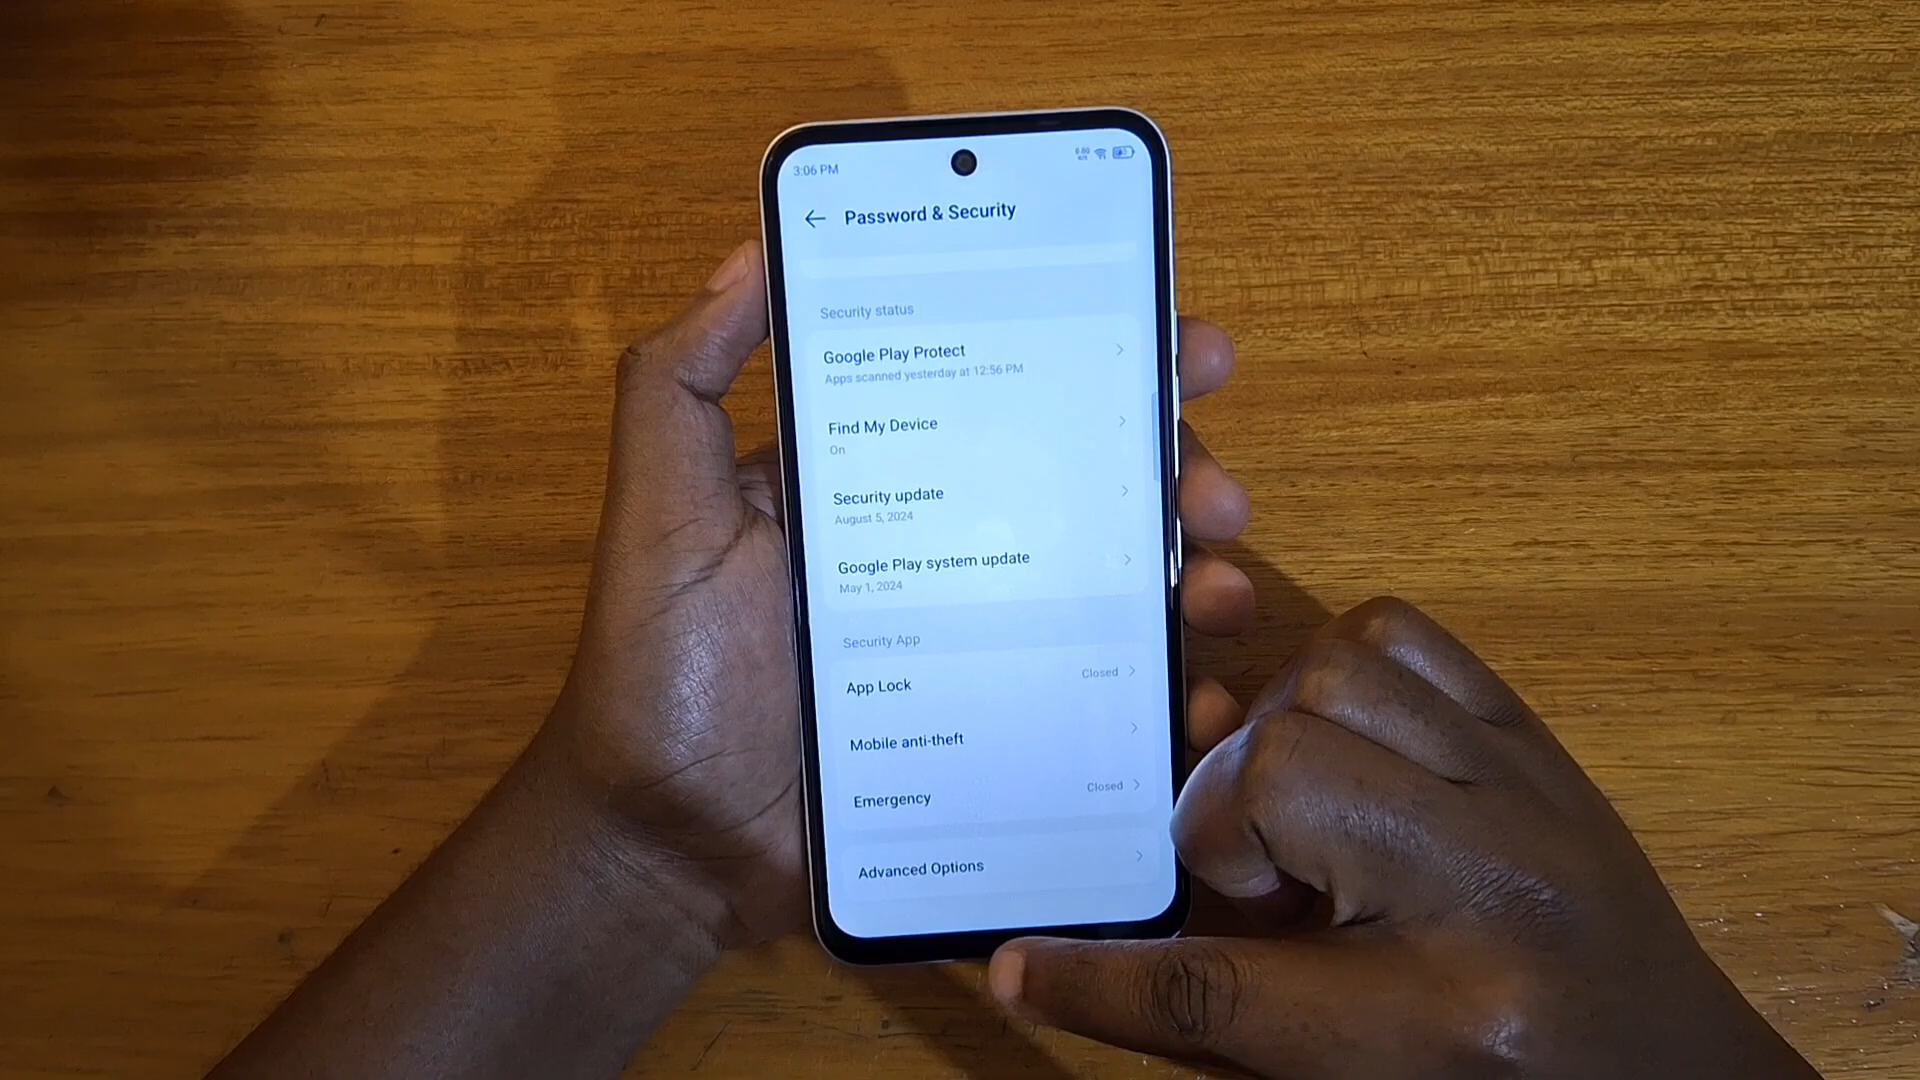 3:06 PM
Password & Security
Security status
Google Play Protect
Apps scanned yesterday at 12:56 PM
Find My Device
On
Security update
August 5, 2024
Google Play system update
May 1, 2024
Security App
App Lock
Closed
Mobile anti-theft
Emergency
Closed
Advanced Options